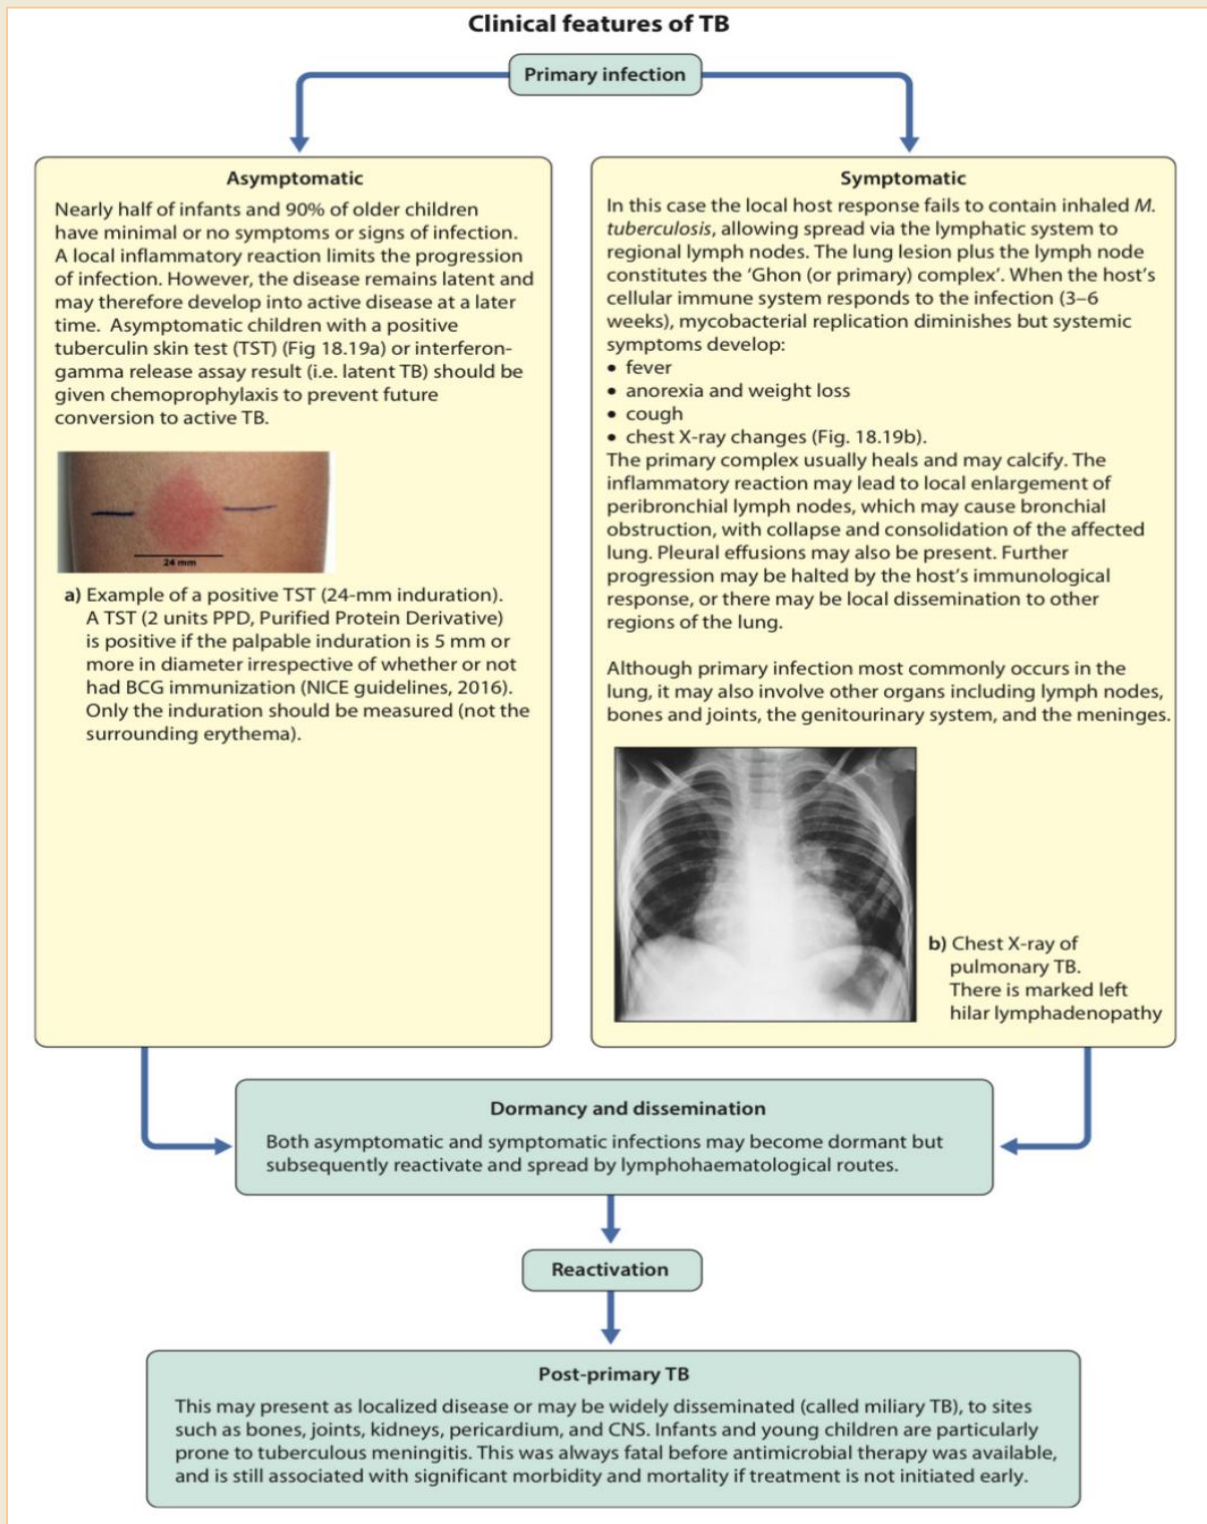 Clinical features of TB
Primary infection
Asymptomatic
Nearly half of infants and 90% of older children
have minimal or no symptoms or signs of infection.
A local inflammatory reaction limits the progression
of infection. However, the disease remains latent and
may therefore develop into active disease at a later
time. Asymptomatic children with a positive
tuberculin skin test (TST) (Fig 18.19a) or interferon-
gamma release assay result (i.e. latent TB) should be
given chemoprophylaxis to prevent future
conversion to active TB.
24 mm
a) Example of a positive TST (24-mm induration).
A TST (2 units PPD, Purified Protein Derivative)
is positive if the palpable induration is 5 mm or
more in diameter irrespective of whether or not
had BCG immunization (NICE guidelines, 2016).
Only the induration should be measured (not the
surrounding erythema).
Symptomatic
In this case the local host response fails to contain inhaled M.
tuberculosis, allowing spread via the lymphatic system to
regional lymph nodes. The lung lesion plus the lymph node
constitutes the ‘Ghon (or primary) complex’. When the host’s
cellular immune system responds to the infection (3–6
weeks), mycobacterial replication diminishes but systemic
symptoms develop:
• fever
• anorexia and weight loss
• cough
• chest X-ray changes (Fig. 18.19b).
The primary complex usually heals and may calcify. The
inflammatory reaction may lead to local enlargement of
peribronchial lymph nodes, which may cause bronchial
obstruction, with collapse and consolidation of the affected
lung. Pleural effusions may also be present. Further
progression may be halted by the host’s immunological
response, or there may be local dissemination to other
regions of the lung.
Although primary infection most commonly occurs in the
lung, it may also involve other organs including lymph nodes,
bones and joints, the genitourinary system, and the meninges.
b) Chest X-ray of
pulmonary TB.
There is marked left
hilar lymphadenopathy
Dormancy and dissemination
Both asymptomatic and symptomatic infections may become dormant but
subsequently reactivate and spread by lymphohaematological routes.
Reactivation
Post-primary TB
This may present as localized disease or may be widely disseminated (called miliary TB), to sites
such as bones, joints, kidneys, pericardium, and CNS. Infants and young children are particularly
prone to tuberculous meningitis. This was always fatal before antimicrobial therapy was available,
and is still associated with significant morbidity and mortality if treatment is not initiated early.